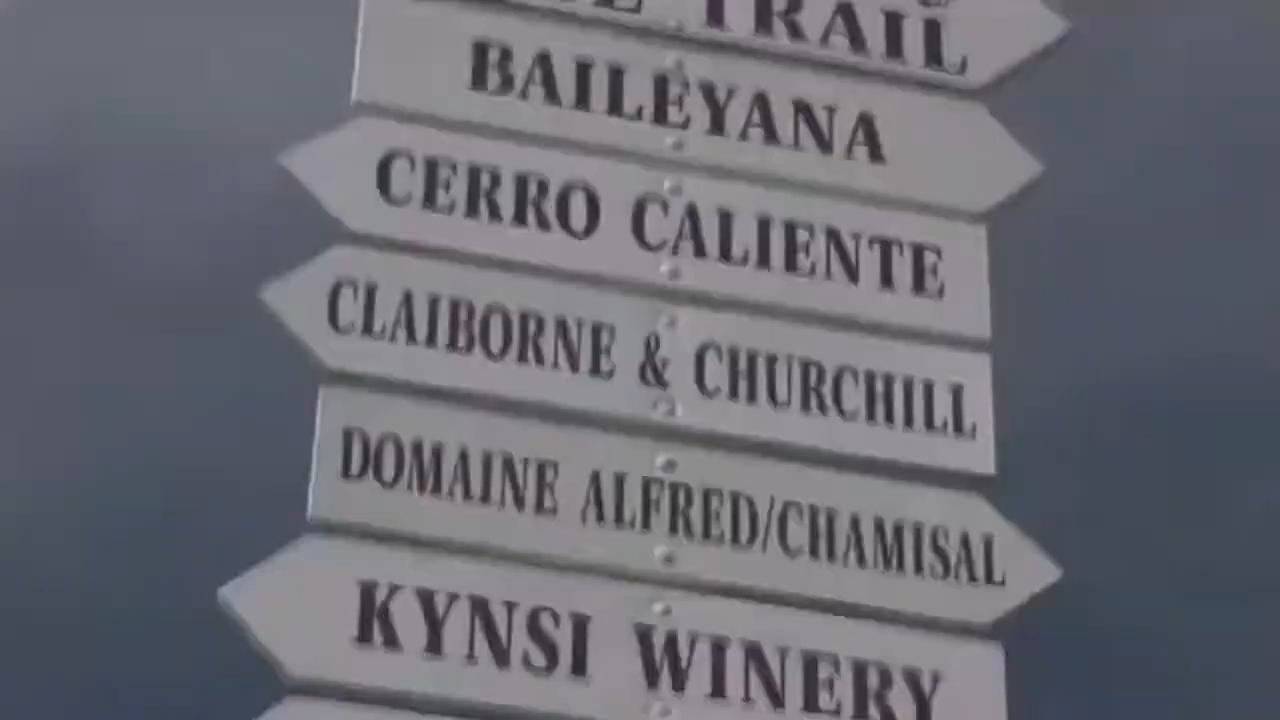 TRAIL
BAILEYANA
CERRO CALIENTE
CLAIBORNE & CHURCHILL
DOMAINE ALFRED/CHAMISAL
KYNSI WINERY